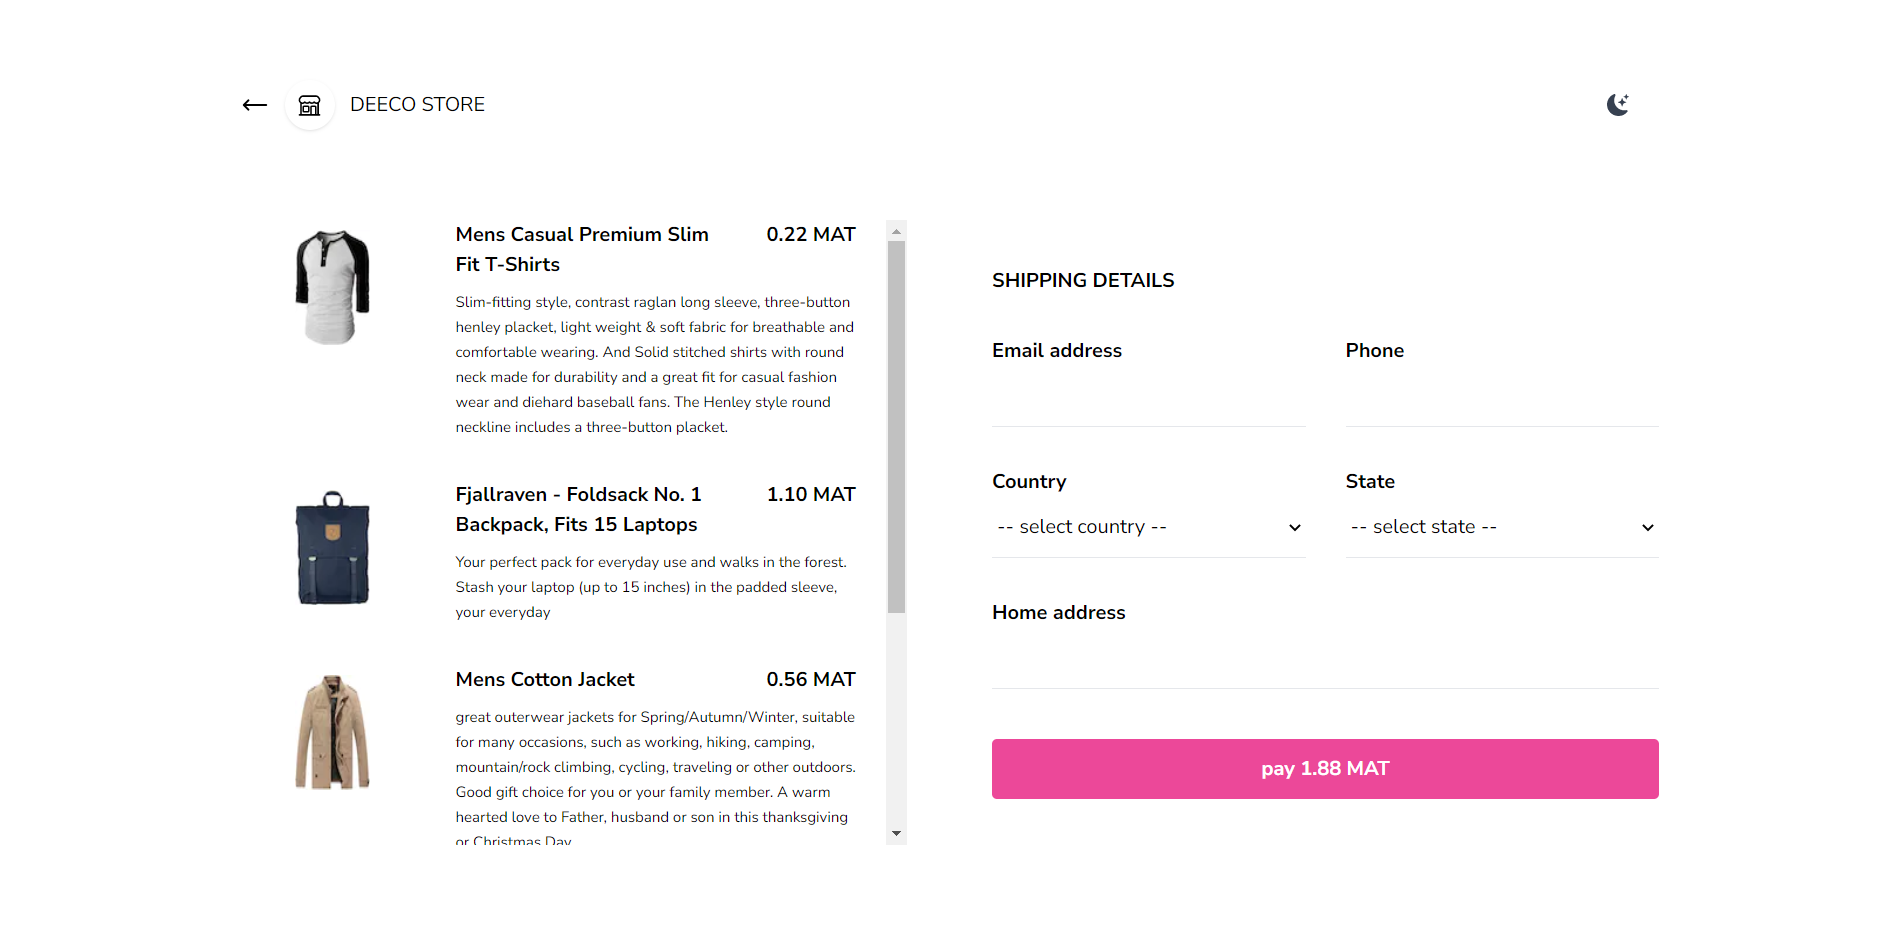 DEECO STORE
Mens Casual Premium Slim
Fit T-Shirts
0.22 MAT
Slim-fitting style, contrast raglan long sleeve, three-button
henley placket, light weight & soft fabric for breathable and
comfortable wearing. And Solid stitched shirts with round
neck made for durability and a great fit for casual fashion
wear and diehard baseball fans. The Henley style round
neckline includes a three-button placket.
Fjallraven - Foldsack No. 1
Backpack, Fits 15 Laptops
1.10 MAT
Your perfect pack for everyday use and walks in the forest.
Stash your laptop (up to 15 inches) in the padded sleeve,
your everyday
Mens Cotton Jacket
0.56 MAT
great outerwear jackets for Spring/Autumn/Winter, suitable
for many occasions, such as working, hiking, camping,
mountain/rock climbing, cycling, traveling or other outdoors.
Good gift choice for you or your family member. A warm
hearted love to Father, husband or son in this thanksgiving
or Christmas Day
SHIPPING DETAILS
Email address
Phone
Country
State
-- select country --
-- select state --
Home address
pay 1.88 MAT